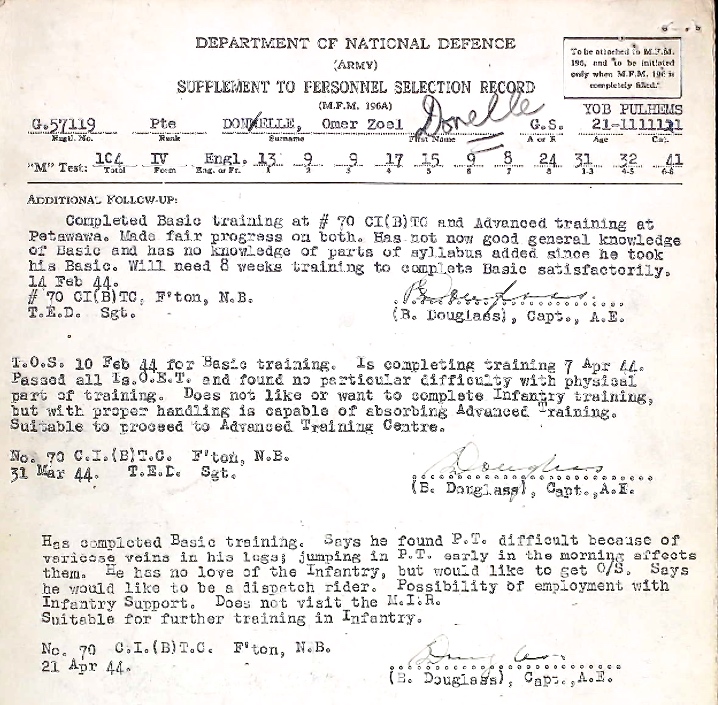 DEPARTMENT OF NATIONAL DEFENCE
(ARMY)
SUPPLEMENT TO PERSONNEL SELECTION RECORD
(M.F.M. 196A)
To be attached to M.F.M.
196, and to be initiated
only when M.F.M. 196 is
completely filled."
Donelle
YOB PULHEMS
G.57119 Pte DONNELLE, Omer Zoel G.S. 21-1111121
Regtl. No. Rank Surname First Name A or R Age Cat.
"M" Test: 104 IV Engl. 13 9 9 17 15 9 8 24 31 32 41
Total Form Eng. or Fr. 1 2 3 4 5 6 7 8 1-3 4-5 6-8
ADDITIONAL FOLLOW-UP:
Completed Basic training at # 70 CI(B)TC and Advanced training at
Petawawa. Made fair progress on both. Has not now good general knowledge
of Basic and has no knowledge of parts of syllabus added since he took
his Basic. Will need 8 weeks training to complete Basic satisfactorily.
14 Feb 44.
# 70 CI(B)TC, F'ton, N.B.
T.E.D. Sgt. (B. Douglass), Capt., A.E.
T.O.S. 10 Feb 44 for Basic training. Is completing training 7 Apr 44.
Passed all Is.O.E.T. and found no particular difficulty with physical
part of training. Does not like or want to complete Infantry training,
but with proper handling is capable of absorbing Advanced Training.
Suitable to proceed to Advanced Training Centre.
No. 70 C.I.(B)T.C. F'ton, N.B.
31 Mar 44. T.E.D. Sgt. Douglass
(B. Douglass), Capt.,A.E.
Has completed Basic training. Says he found P.T. difficult because of
varicose veins in his legs; jumping in P.T. early in the morning affects
them. He has no love of the Infantry, but would like to get O/S. Says
he would like to be a dispatch rider. Possibility of employment with
Infantry Support. Does not visit the M.I.R.
Suitable for further training in Infantry.
No. 70 C.I.(B)T.C. F'ton, N.B.
21 Apr 44.
(B. Douglass), Capt.,A.E.